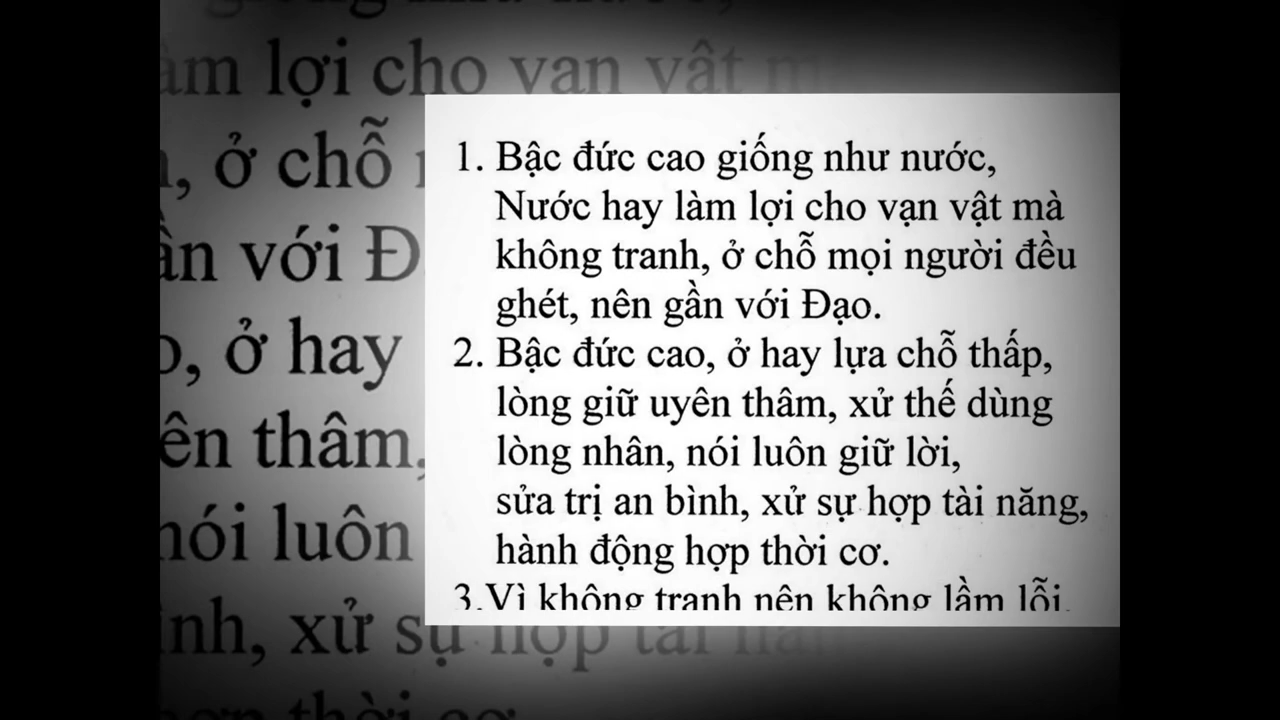 1. Bậc đức cao giống như nước,
Nước hay làm lợi cho vạn vật mà
không tranh, ở chỗ mọi người đều
ghét, nên gần với Đạo.
2. Bậc đức cao, ở hay lựa chỗ thấp,
lòng giữ uyên thâm, xử thế dùng
lòng nhân, nói luôn giữ lời,
sửa trị an bình, xử sự hợp tài năng,
hành động hợp thời cơ.
3.Vì không tranh nên không lầm lỗi.